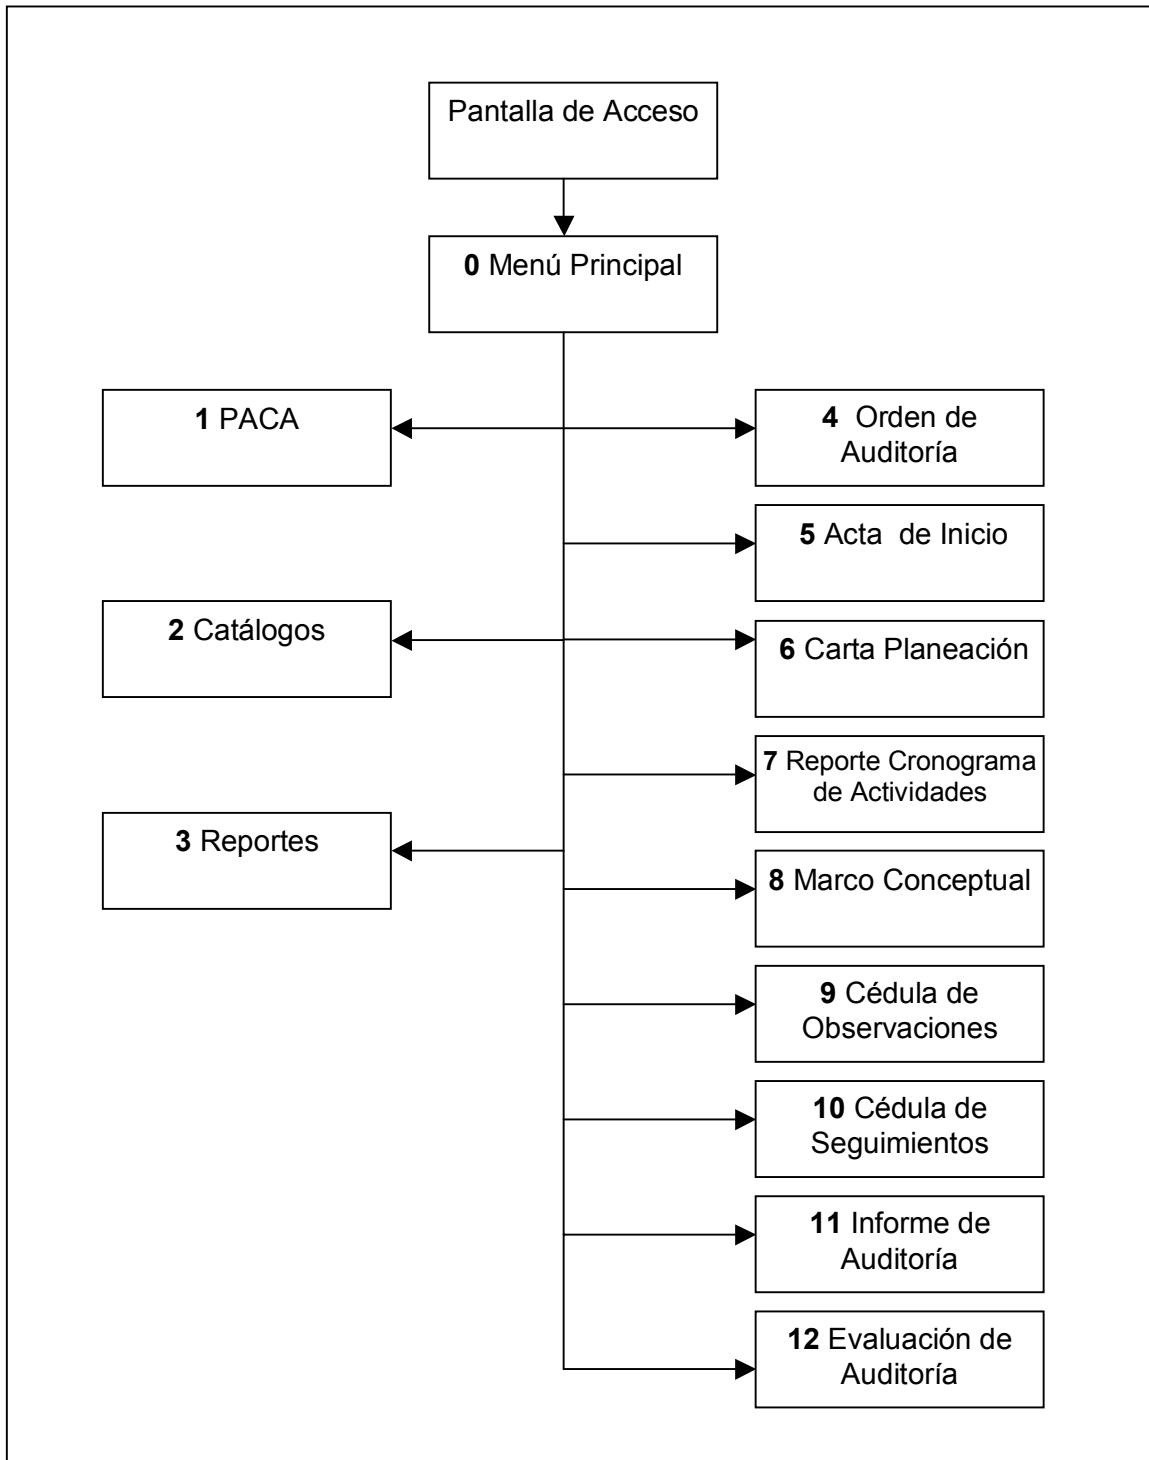 Pantalla de Acceso
0 Menú Principal
1 PACA
2 Catálogos
3 Reportes
4 Orden de
Auditoría
5 Acta de Inicio
6 Carta Planeación
7 Reporte Cronograma
de Actividades
8 Marco Conceptual
9 Cédula de
Observaciones
10 Cédula de
Seguimientos
11 Informe de
Auditoría
12 Evaluación de
Auditoría